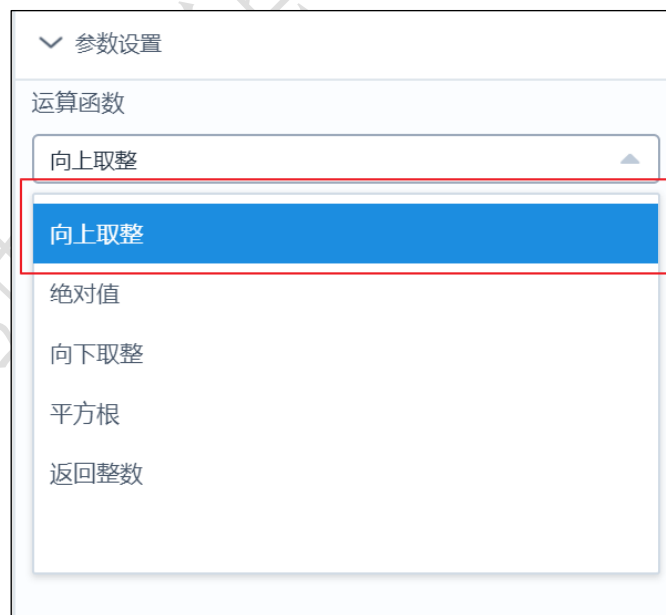 参数设置
运算函数
向上取整
向上取整
绝对值
向下取整
平方根
返回整数